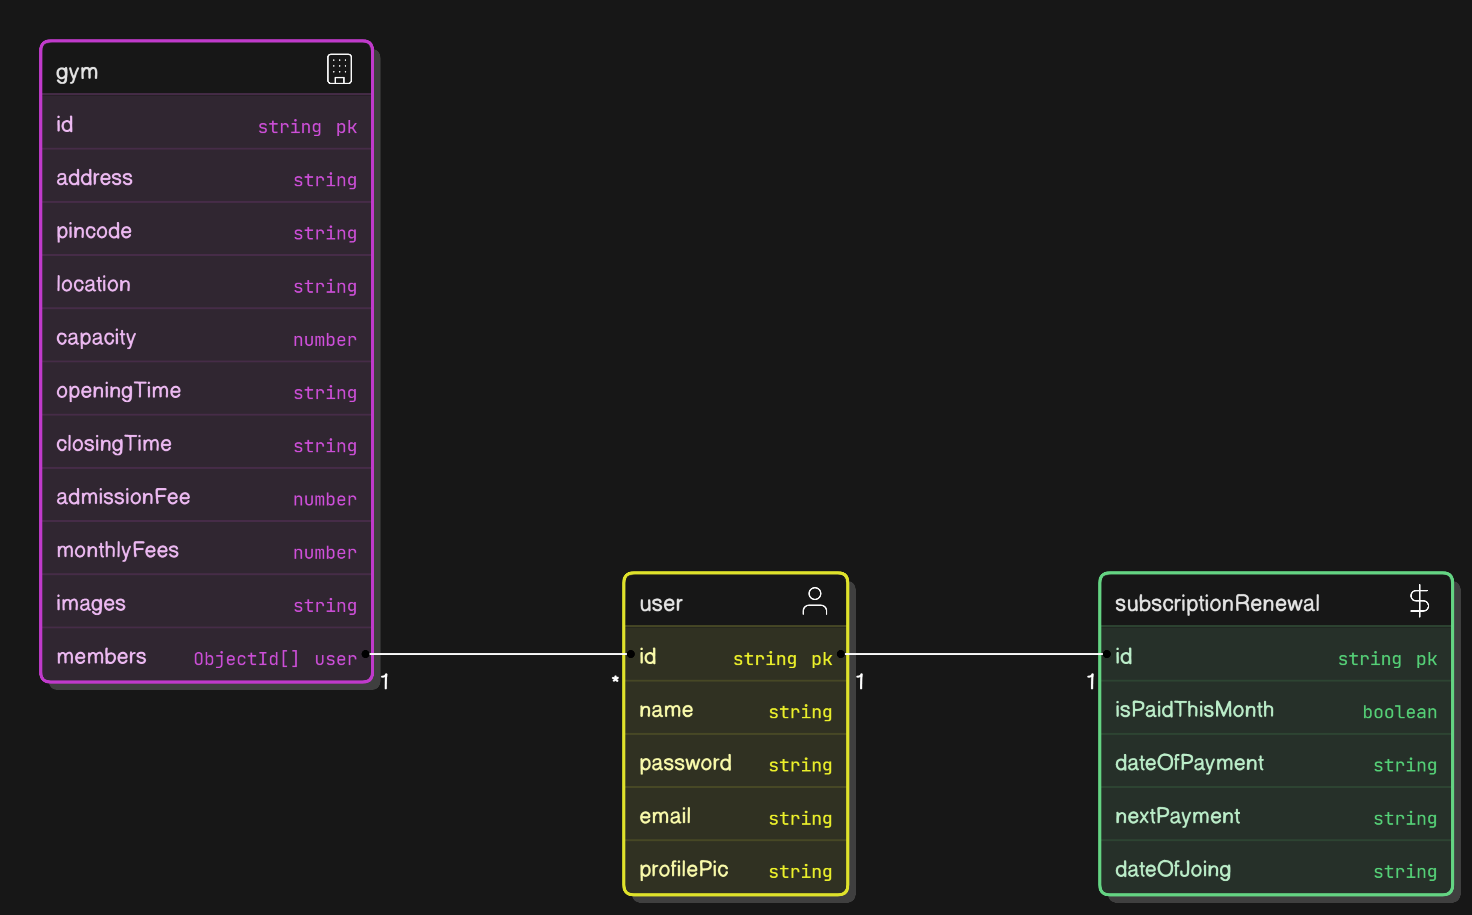 gym
id string pk
address string
pincode string
location string
capacity number
openingTime string
closingTime string
admissionFee number
monthlyFees number
images string
members ObjectId[] user
1
*
user
id string pk
name string
password string
email string
profilePic string
1
1
subscriptionRenewal
id string pk
isPaidThisMonth boolean
dateOfPayment string
nextPayment string
dateOfJoing string